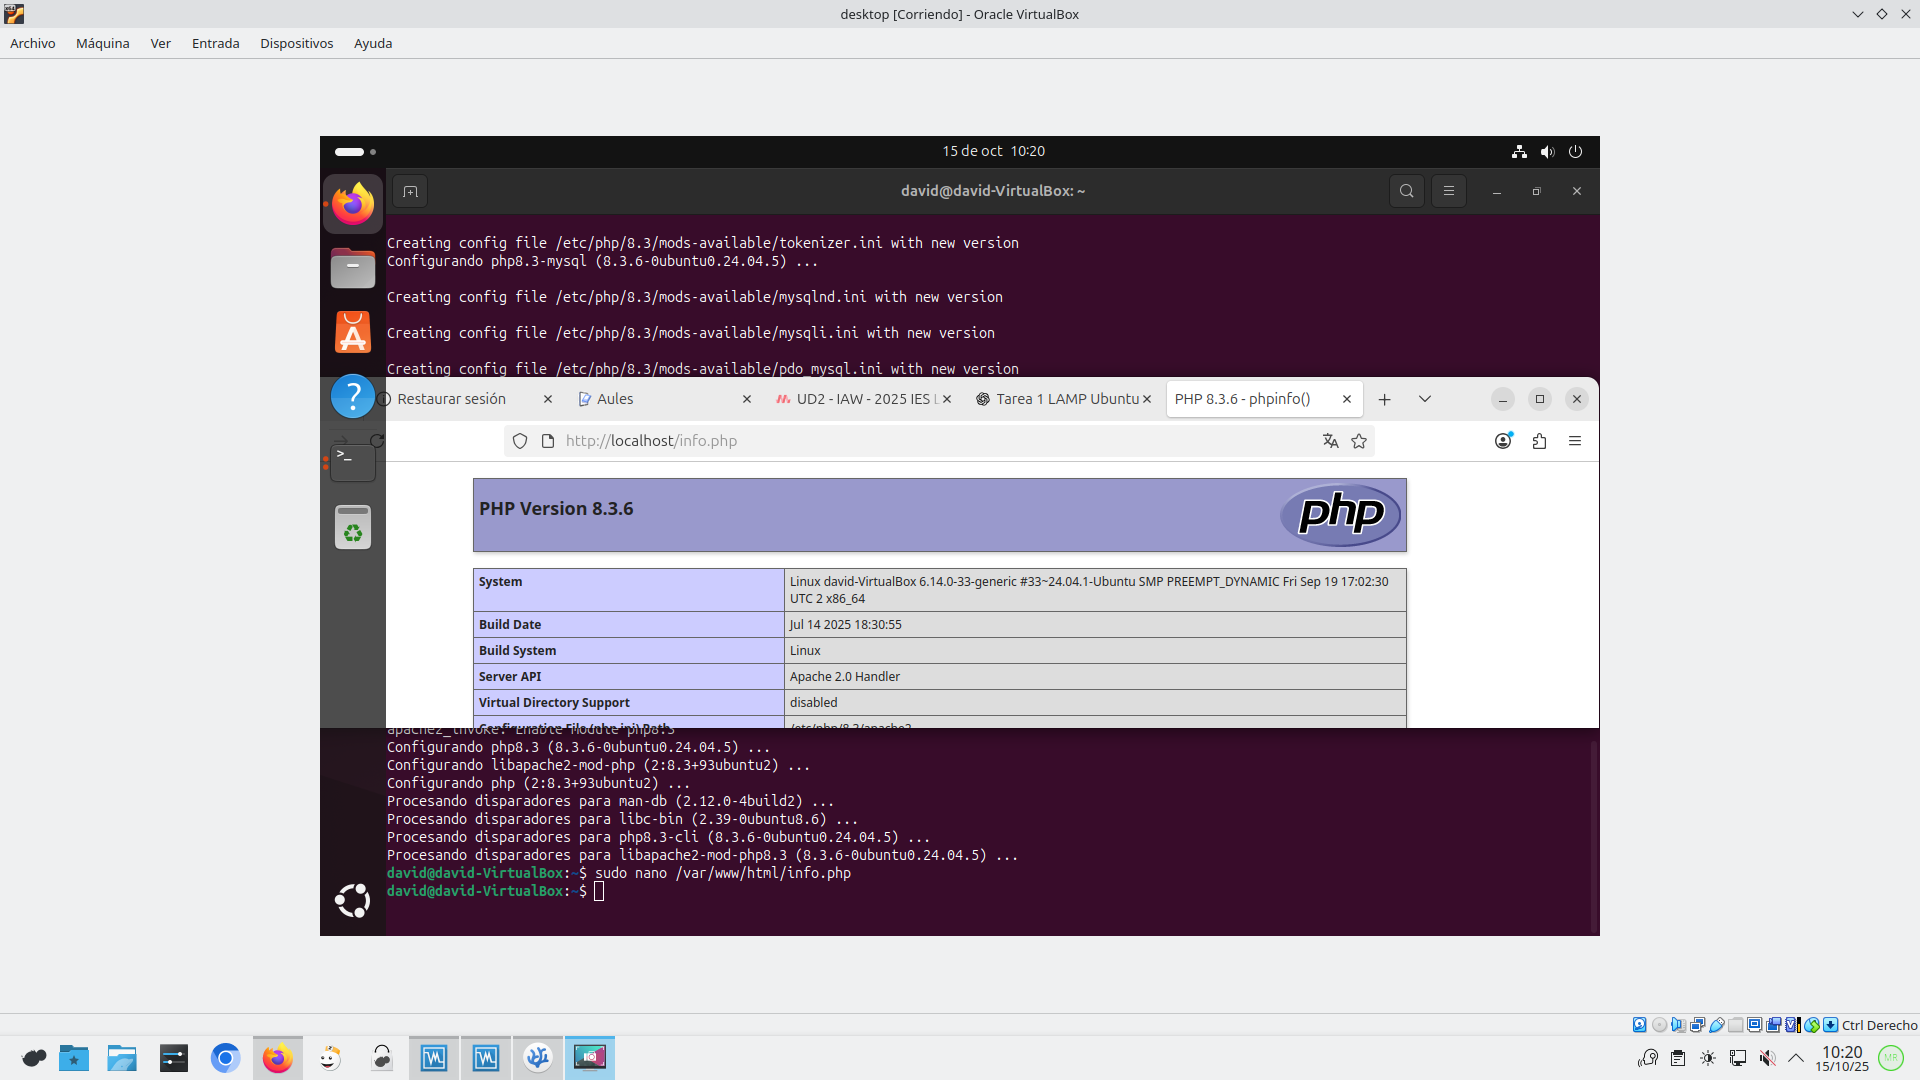 desktop [Corriendo] - Oracle VirtualBox
Archivo Máquina Ver Entrada Dispositivos Ayuda
15 de oct 10:20
david@david-VirtualBox: ~
Creating config file /etc/php/8.3/mods-available/tokenizer.ini with new version
Configurando php8.3-mysql (8.3.6-0ubuntu0.24.04.5) ...
Creating config file /etc/php/8.3/mods-available/mysqlnd.ini with new version
Creating config file /etc/php/8.3/mods-available/mysqli.ini with new version
Creating config file /etc/php/8.3/mods-available/pdo_mysql.ini with new version
Restaurar sesión Aules UD2 - IAW - 2025 IES L Tarea 1 LAMP Ubuntu PHP 8.3.6 - phpinfo()
http://localhost/info.php
PHP Version 8.3.6
php
System Linux david-VirtualBox 6.14.0-33-generic #33~24.04.1-Ubuntu SMP PREEMPT_DYNAMIC Fri Sep 19 17:02:30
UTC 2 x86_64
Build Date Jul 14 2025 18:30:55
Build System Linux
Server API Apache 2.0 Handler
Virtual Directory Support disabled
Configuration File (php.ini) Path /etc/php/8.3/apache2
apache2_invoke: Enable module php8.3
Configurando php8.3 (8.3.6-0ubuntu0.24.04.5) ...
Configurando libapache2-mod-php (2:8.3+93ubuntu2) ...
Configurando php (2:8.3+93ubuntu2) ...
Procesando disparadores para man-db (2.12.0-4build2) ...
Procesando disparadores para libc-bin (2.39-0ubuntu8.6) ...
Procesando disparadores para php8.3-cli (8.3.6-0ubuntu0.24.04.5) ...
Procesando disparadores para libapache2-mod-php8.3 (8.3.6-0ubuntu0.24.04.5) ...
david@david-VirtualBox:~$ sudo nano /var/www/html/info.php
david@david-VirtualBox:~$
Ctrl Derecho
10:20
15/10/25
MR